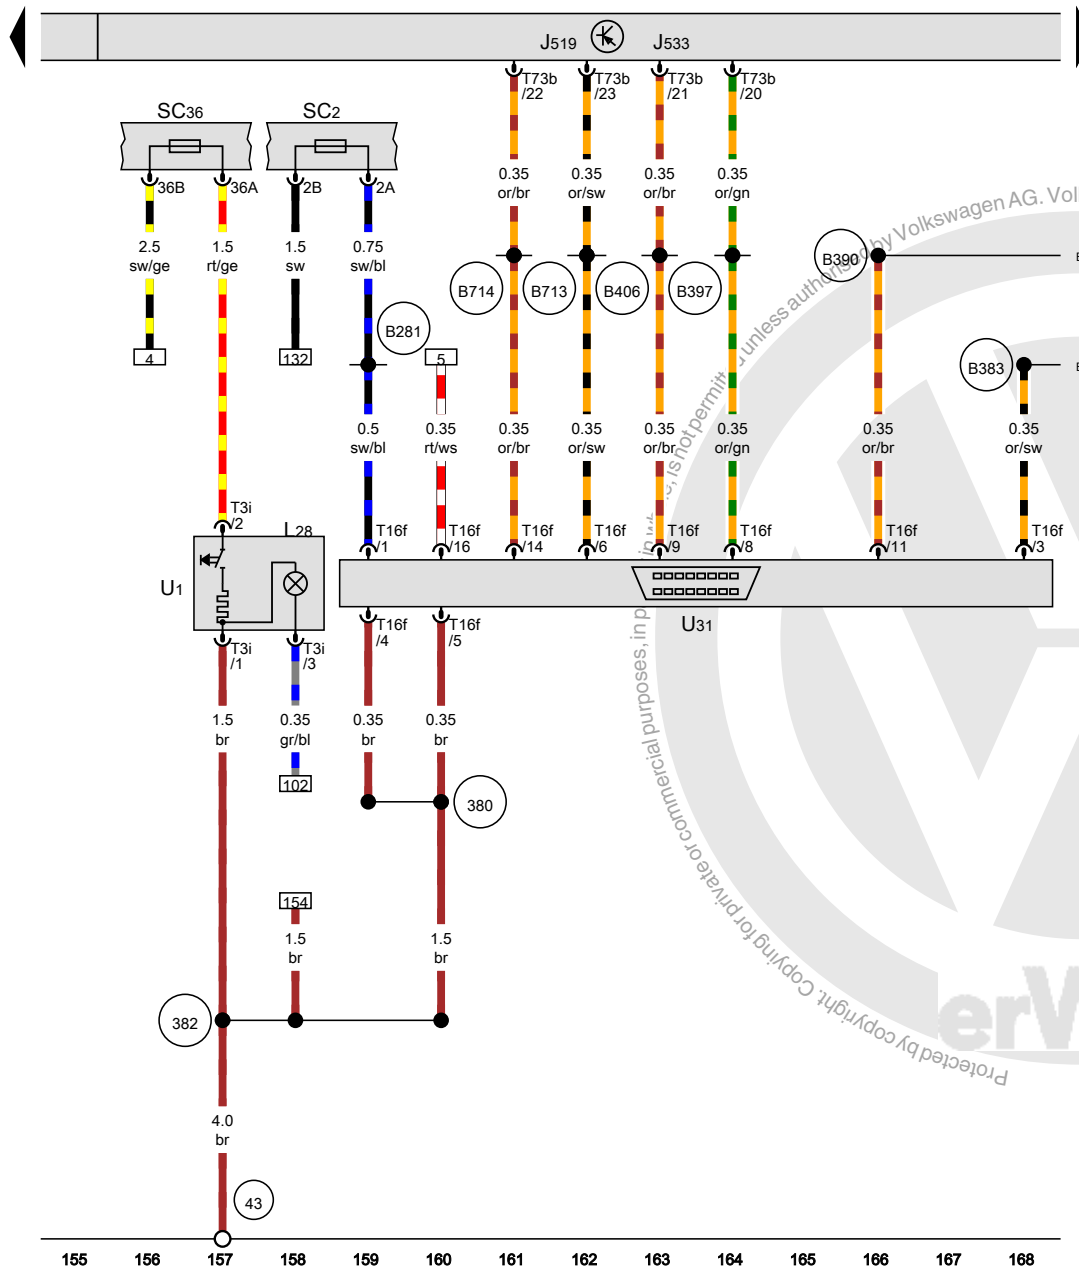 J519 J533
T73b /22
T73b /23
T73b /21
T73b /20
SC36 SC2
36B 36A 2B 2A
0.35 0.35 0.35 0.35
or/br or/sw or/br or/gn
2.5 1.5 1.5 0.75
sw/ge rt/ge sw sw/bl
B714 B713 B406 B397 B390
B281
4 132 5
B383
0.5 0.35 0.35 0.35 0.35 0.35 0.35 0.35
sw/bl rt/ws or/br or/sw or/br or/gn or/br or/sw
T3i /2
L28
T16f /1
T16f /16
T16f /14
T16f /6
T16f /9
T16f /8
T16f /11
T16f /3
U1
U31
T3i /1
T3i /3
T16f /4
T16f /5
1.5 0.35 0.35 0.35
br gr/bl br br
102
380
154
1.5 1.5
br br
382
4.0
br
43
155 156 157 158 159 160 161 162 163 164 165 166 167 168
Protected by copyright. Copying for private or commercial purposes, in p
in wh
, is not permitt
d unless authoris
by Volkswagen AG. Vol
erW